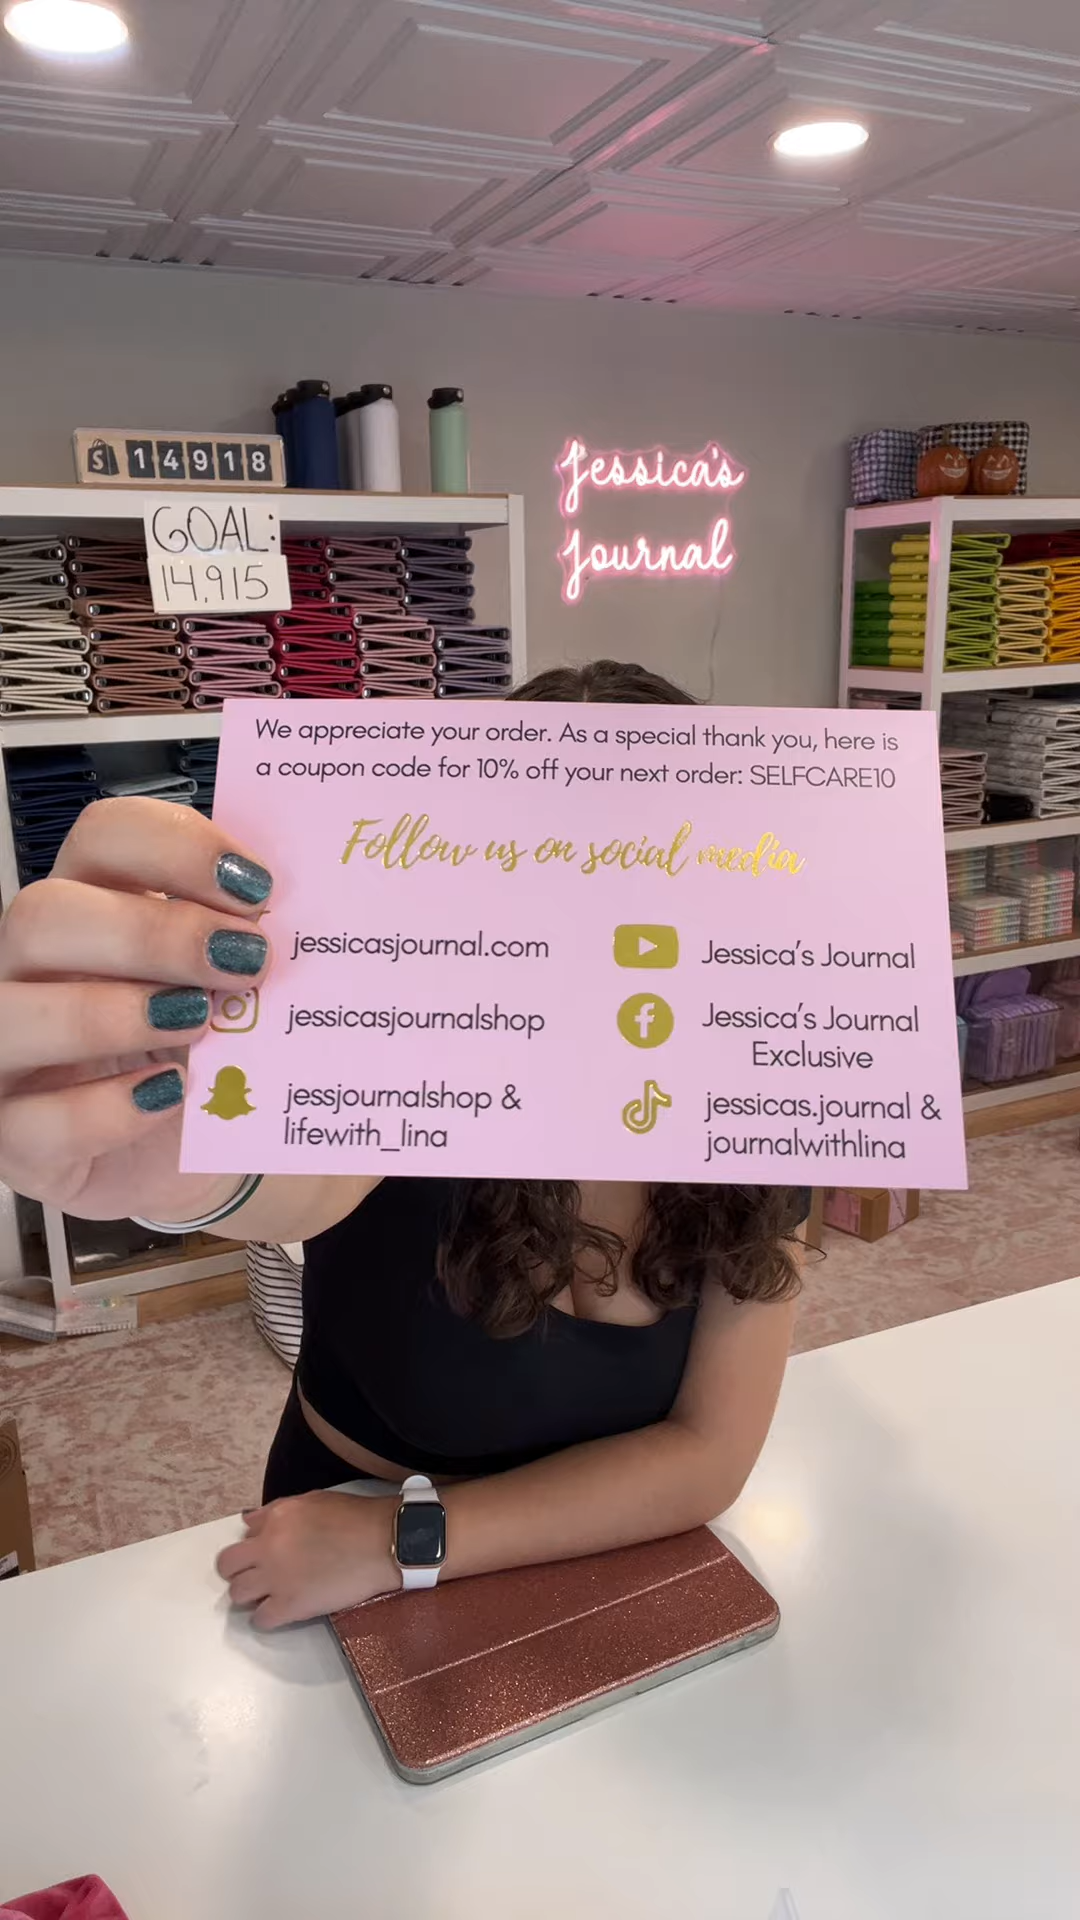 S 14918
GOAL:
14,915
Jessica's
Journal
We appreciate your order. As a special thank you, here is
a coupon code for 10% off your next order: SELFCARE10
Follow us on social media
jessicasjournal.com
Jessica's Journal
jessicasjournalshop
Jessica's Journal
Exclusive
jessjournalshop &
lifewith_lina
jessicas.journal &
journalwithlina